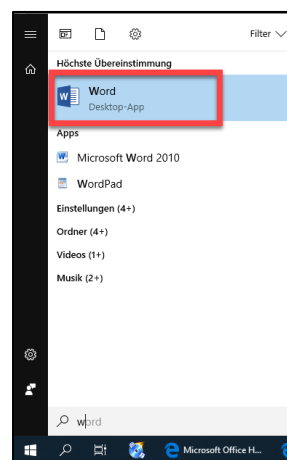 Filter
Höchste Übereinstimmung
Word
Desktop-App
Apps
Microsoft Word 2010
WordPad
Einstellungen (4+)
Ordner (4+)
Videos (1+)
Musik (2+)
word
Microsoft Office H...